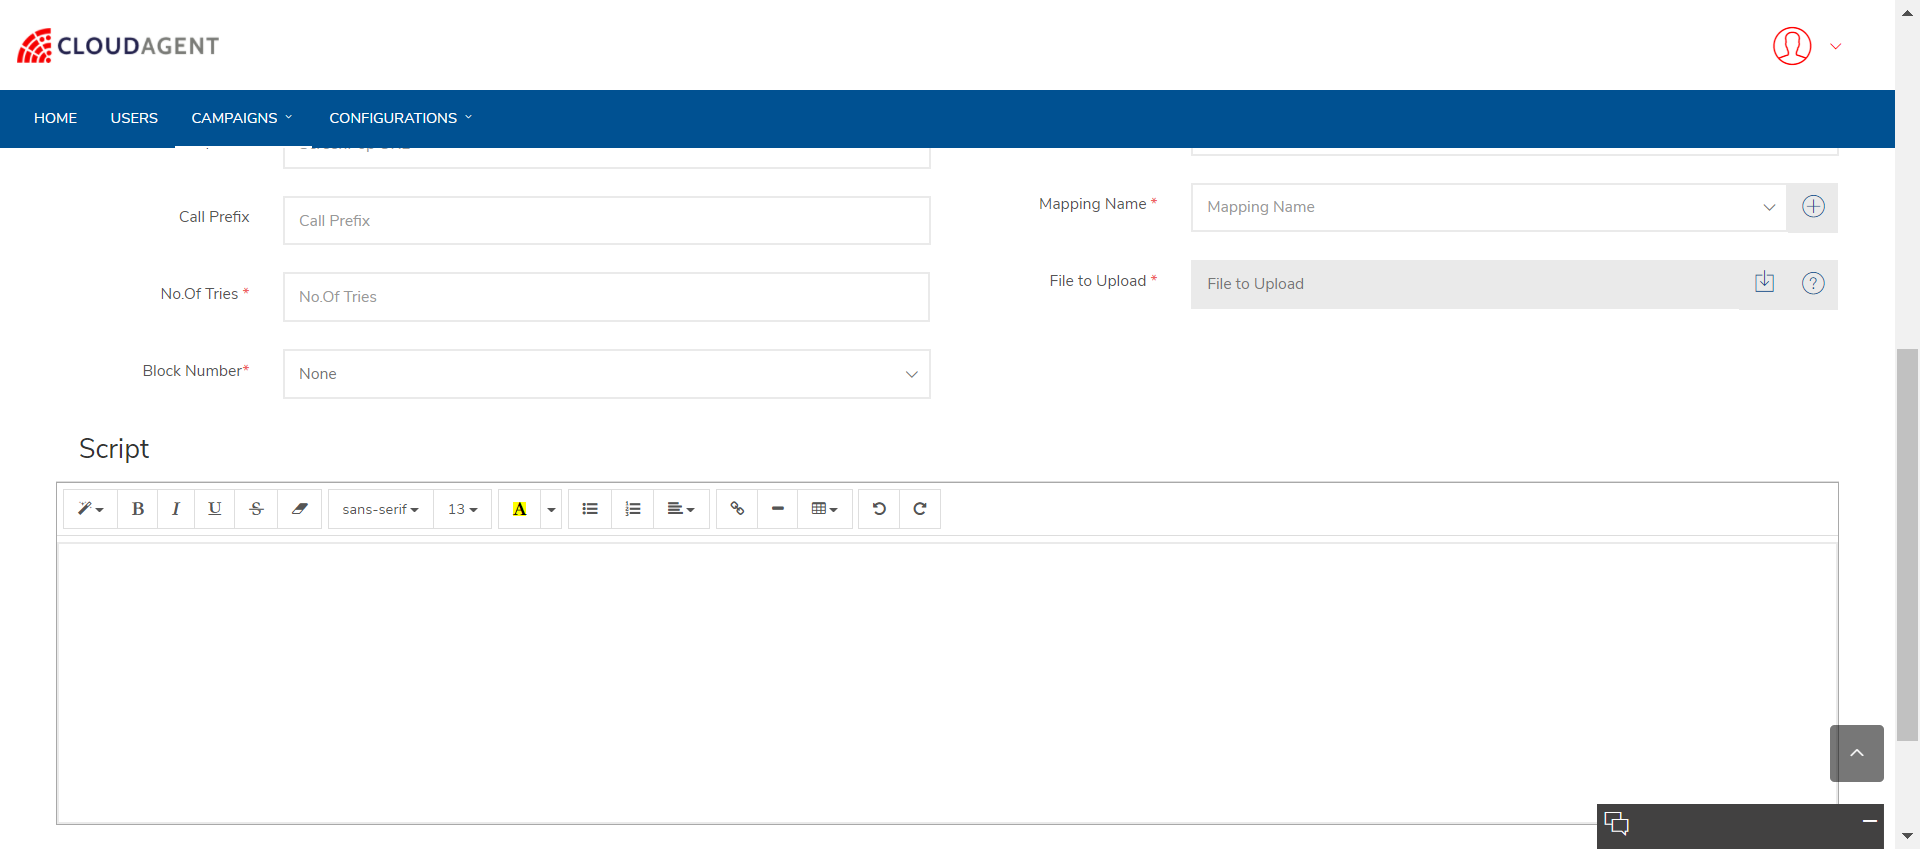 CLOUDAGENT
HOME USERS CAMPAIGNS CONFIGURATIONS
Call Prefix
Call Prefix
Mapping Name *
Mapping Name
No.Of Tries *
No.Of Tries
File to Upload *
File to Upload
?
Block Number*
None
Script
B I U S sans-serif 13 A